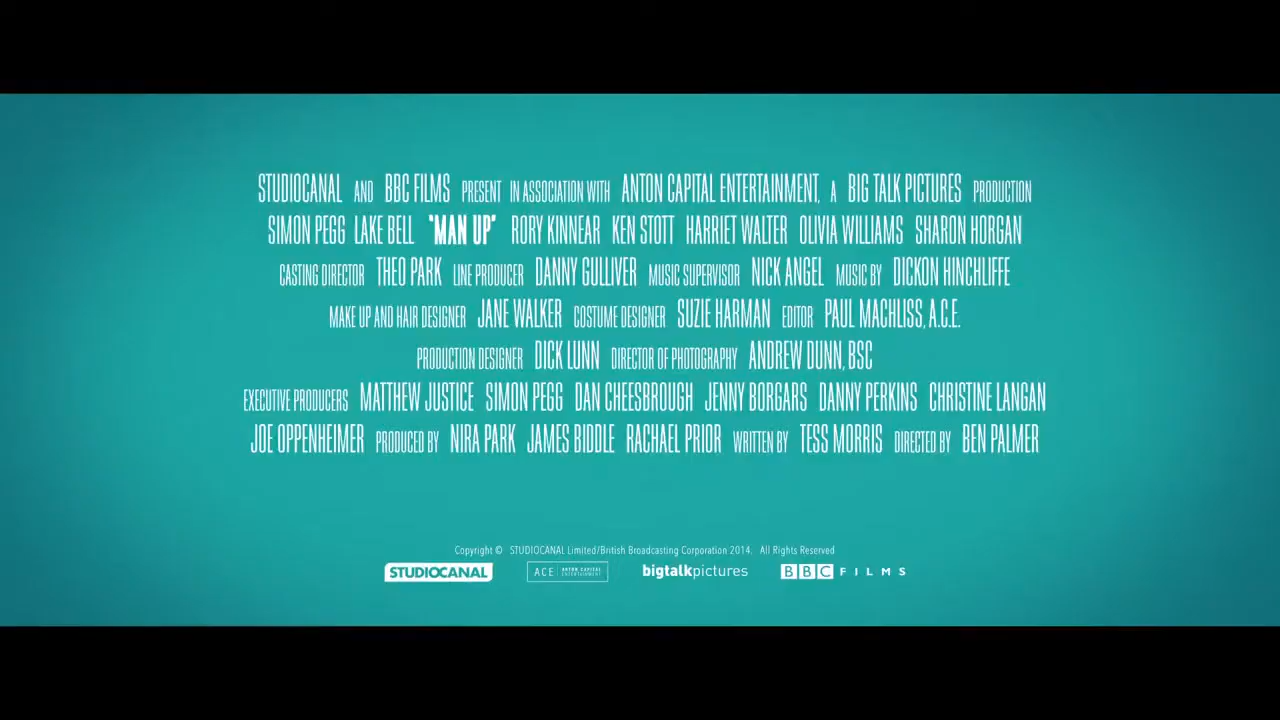 STUDIOCANAL AND BBC FILMS PRESENT IN ASSOCIATION WITH ANTON CAPITAL ENTERTAINMENT, A BIG TALK PICTURES PRODUCTION
SIMON PEGG LAKE BELL "MAN UP" RORY KINNEAR KEN STOTT HARRIET WALTER OLIVIA WILLIAMS SHARON HORGAN
CASTING DIRECTOR THEO PARK LINE PRODUCER DANNY GULLIVER MUSIC SUPERVISOR NICK ANGEL MUSIC BY DICKON HINCHLIFFE
MAKE UP AND HAIR DESIGNER JANE WALKER COSTUME DESIGNER SUZIE HARMAN EDITOR PAUL MACHLISS, A.C.E.
PRODUCTION DESIGNER DICK LUNN DIRECTOR OF PHOTOGRAPHY ANDREW DUNN, BSC
EXECUTIVE PRODUCERS MATTHEW JUSTICE SIMON PEGG DAN CHEESBROUGH JENNY BORGARS DANNY PERKINS CHRISTINE LANGAN
JOE OPPENHEIMER PRODUCED BY NIRA PARK JAMES BIDDLE RACHAEL PRIOR WRITTEN BY TESS MORRIS DIRECTED BY BEN PALMER
Copyright © STUDIOCANAL Limited/British Broadcasting Corporation 2014. All Rights Reserved
STUDIOCANAL ACE ANTON CAPITAL ENTERTAINMENT bigtalkpictures BBC FILMS